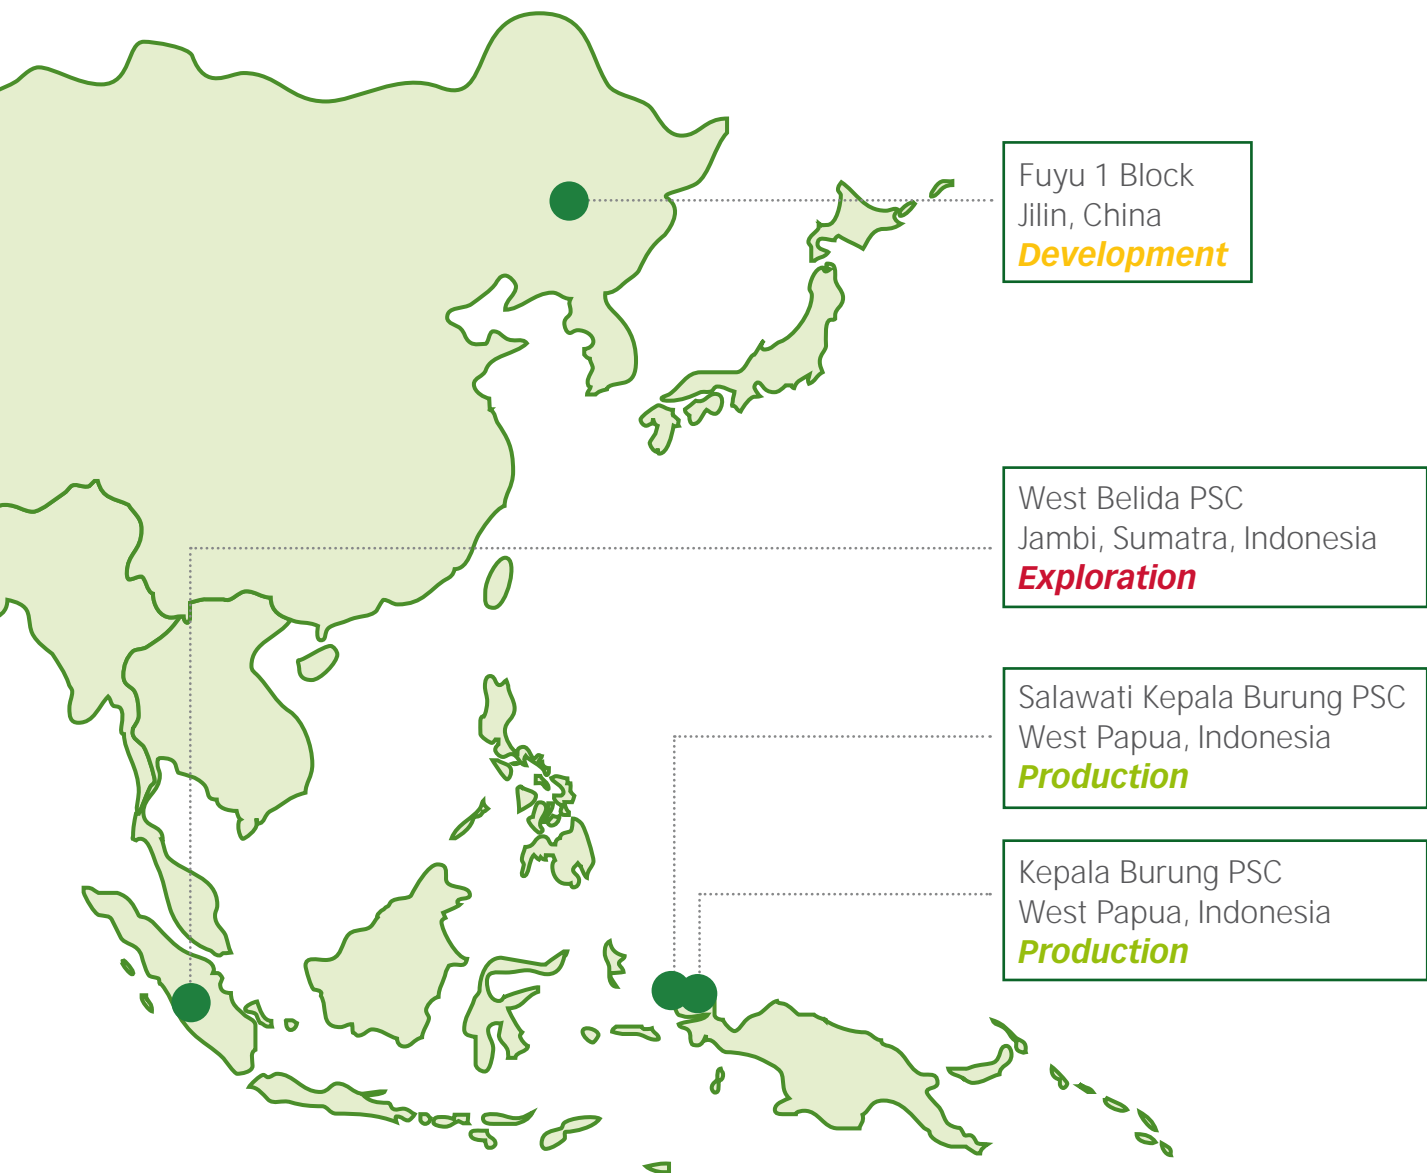 Fuyu 1 Block
Jilin, China
Development
West Belida PSC
Jambi, Sumatra, Indonesia
Exploration
Salawati Kepala Burung PSC
West Papua, Indonesia
Production
Kepala Burung PSC
West Papua, Indonesia
Production